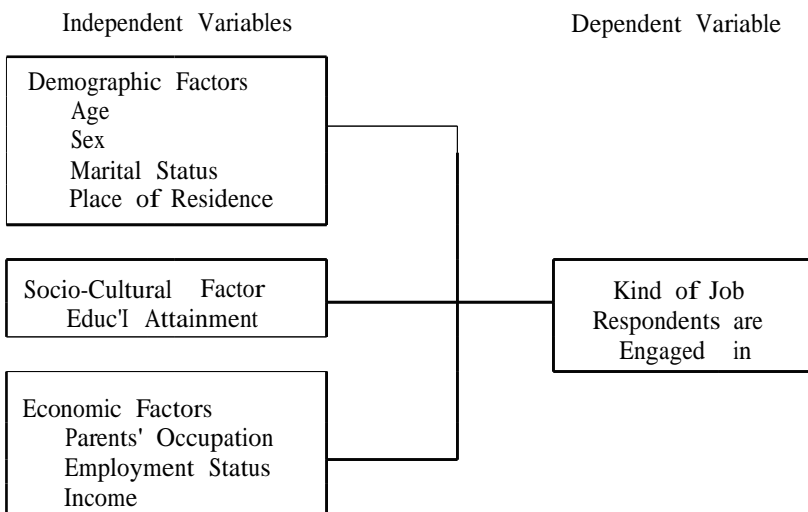 Independent Variables
Dependent Variable
Demographic Factors
Age
Sex
Marital Status
Place of Residence
Socio-Cultural Factor
Educ'l Attainment
Kind of Job
Respondents are
Engaged in
Economic Factors
Parents' Occupation
Employment Status
Income